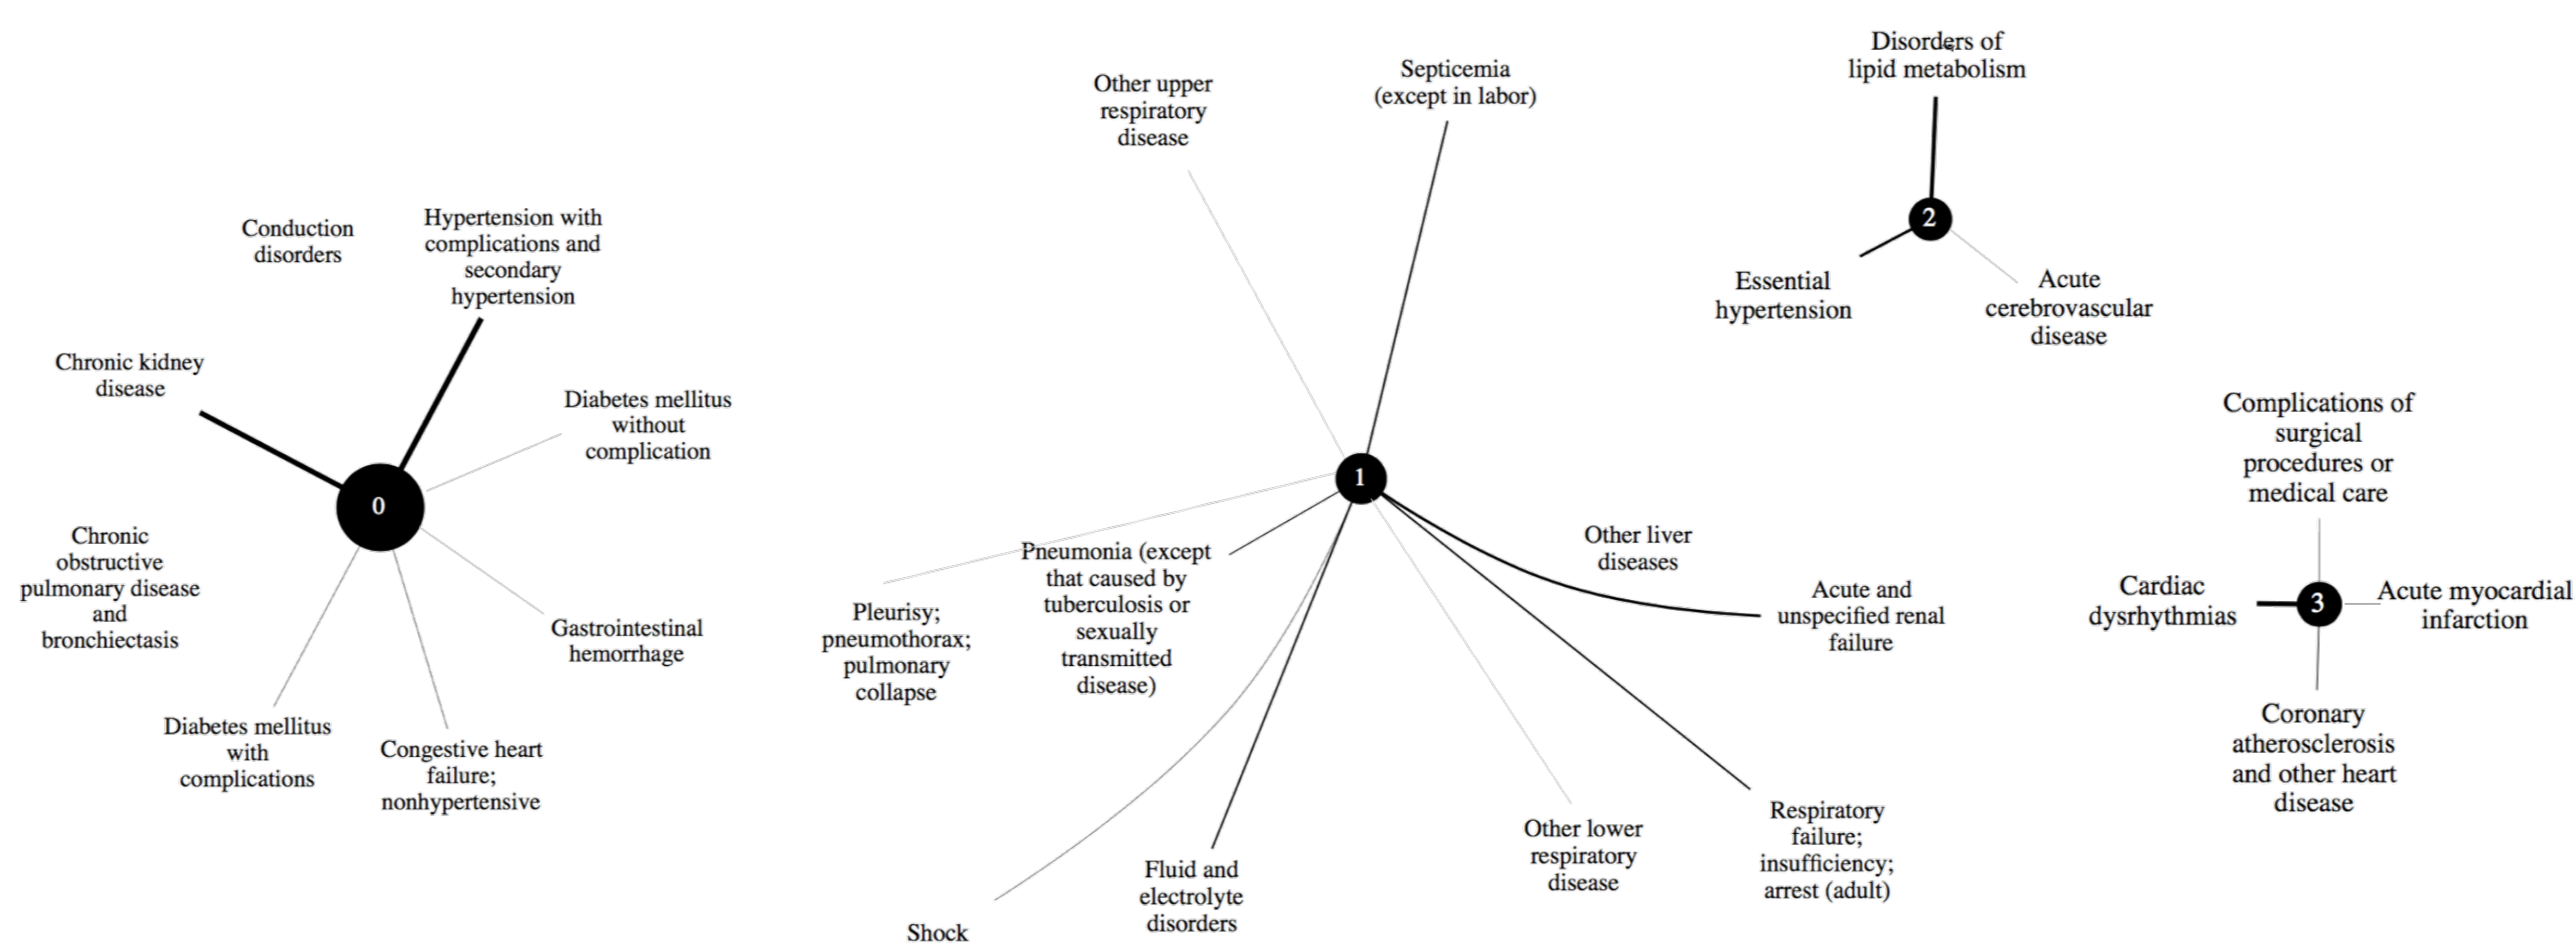 Conduction
disorders
Hypertension with
complications and
secondary
hypertension
Chronic kidney
disease
Diabetes mellitus
without
complication
0
Chronic
obstructive
pulmonary disease
and
bronchiectasis
Gastrointestinal
hemorrhage
Diabetes mellitus
with
complications
Congestive heart
failure;
nonhypertensive
Other upper
respiratory
disease
Septicemia
(except in labor)
1
Pleurisy;
pneumothorax;
pulmonary
collapse
Pneumonia (except
that caused by
tuberculosis or
sexually
transmitted
disease)
Other liver
diseases
Acute and
unspecified renal
failure
Shock
Fluid and
electrolyte
disorders
Other lower
respiratory
disease
Respiratory
failure;
insufficiency;
arrest (adult)
Disorders of
lipid metabolism
2
Essential
hypertension
Acute
cerebrovascular
disease
Complications of
surgical
procedures or
medical care
Cardiac
dysrhythmias
3
Acute myocardial
infarction
Coronary
atherosclerosis
and other heart
disease